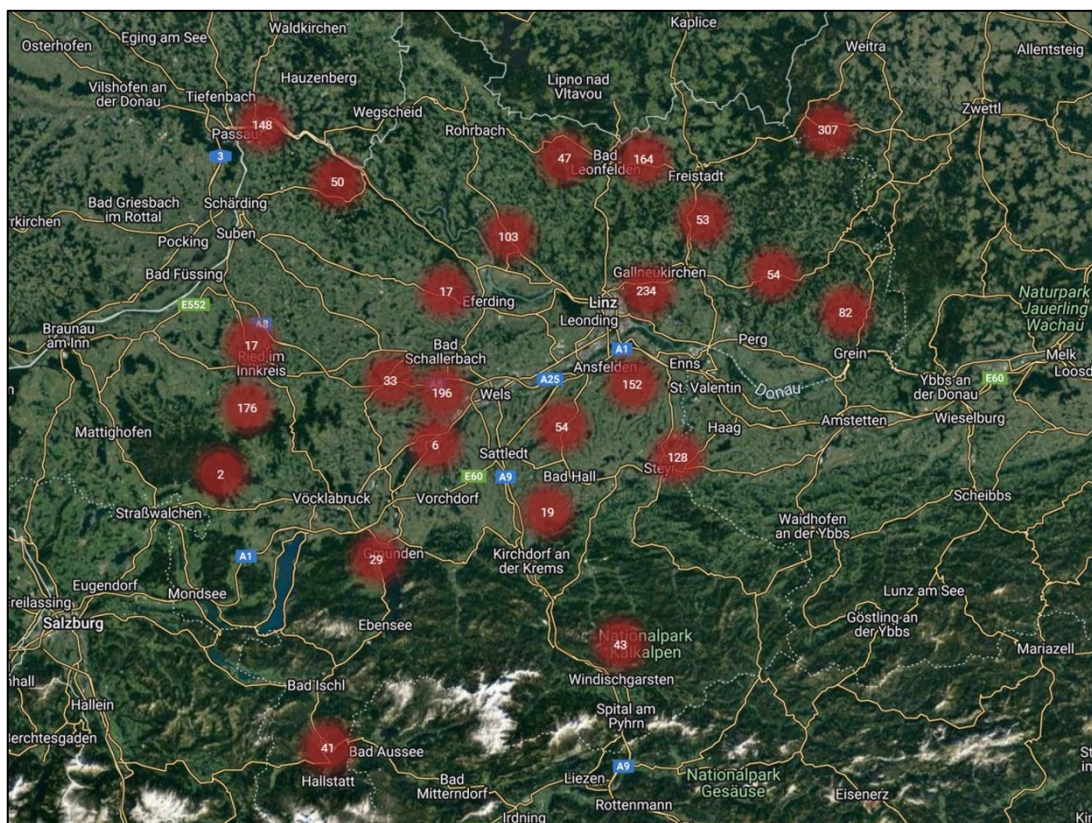 Kaplice
Waldkirchen
Eging am See
Osterhofen
Weitra
Allentsteig
Hauzenberg
Lipno nad
Vltavou
Vilshofen an
der Donau
Tiefenbach
Wegscheid
Zwettl
148
Passau
Rohrbach
307
47
Bad
Leonfelden
164
3
Freistadt
50
Bad Griesbach
im Rottal
Schärding
rrkirchen
53
Pocking
Suben
103
Bad Füssing
Gallneukirchen
54
17
Eferding
234
Linz
E552
Leonding
82
Naturpark
Jauerling
Wachau
Braunau
am Inn
A8
17
Ried im
Innkreis
Bad
Schallerbach
A1
Perg
Grein
Melk
Loosd
33
196
Wels
A25
Ansfelden
152
Enns
St. Valentin
Donau
Ybbs an
der Donau
E60
176
Mattighofen
54
Amstetten
Wieselburg
6
Sattledt
Haag
128
Steyr
2
E60
A9
Bad Hall
Vöcklabruck
Vorchdorf
Scheibbs
Straßwalchen
19
Waidhofen
an der Ybbs
A1
29
Gmunden
Kirchdorf an
der Krems
Eugendorf
Mondsee
Lunz am See
Freilassing
Salzburg
Ebensee
Göstling an
der Ybbs
43
Nationalpark
Kalkalpen
Mariazell
nhall
Windischgarsten
Bad Ischl
Hallein
Spital am
Pyhrn
Berchtesgaden
41
Bad Aussee
Hallstatt
A9
Liezen
Bad
Mitterndorf
Nationalpark
Gesäuse
Eisenerz
Irdning
Rottenmann